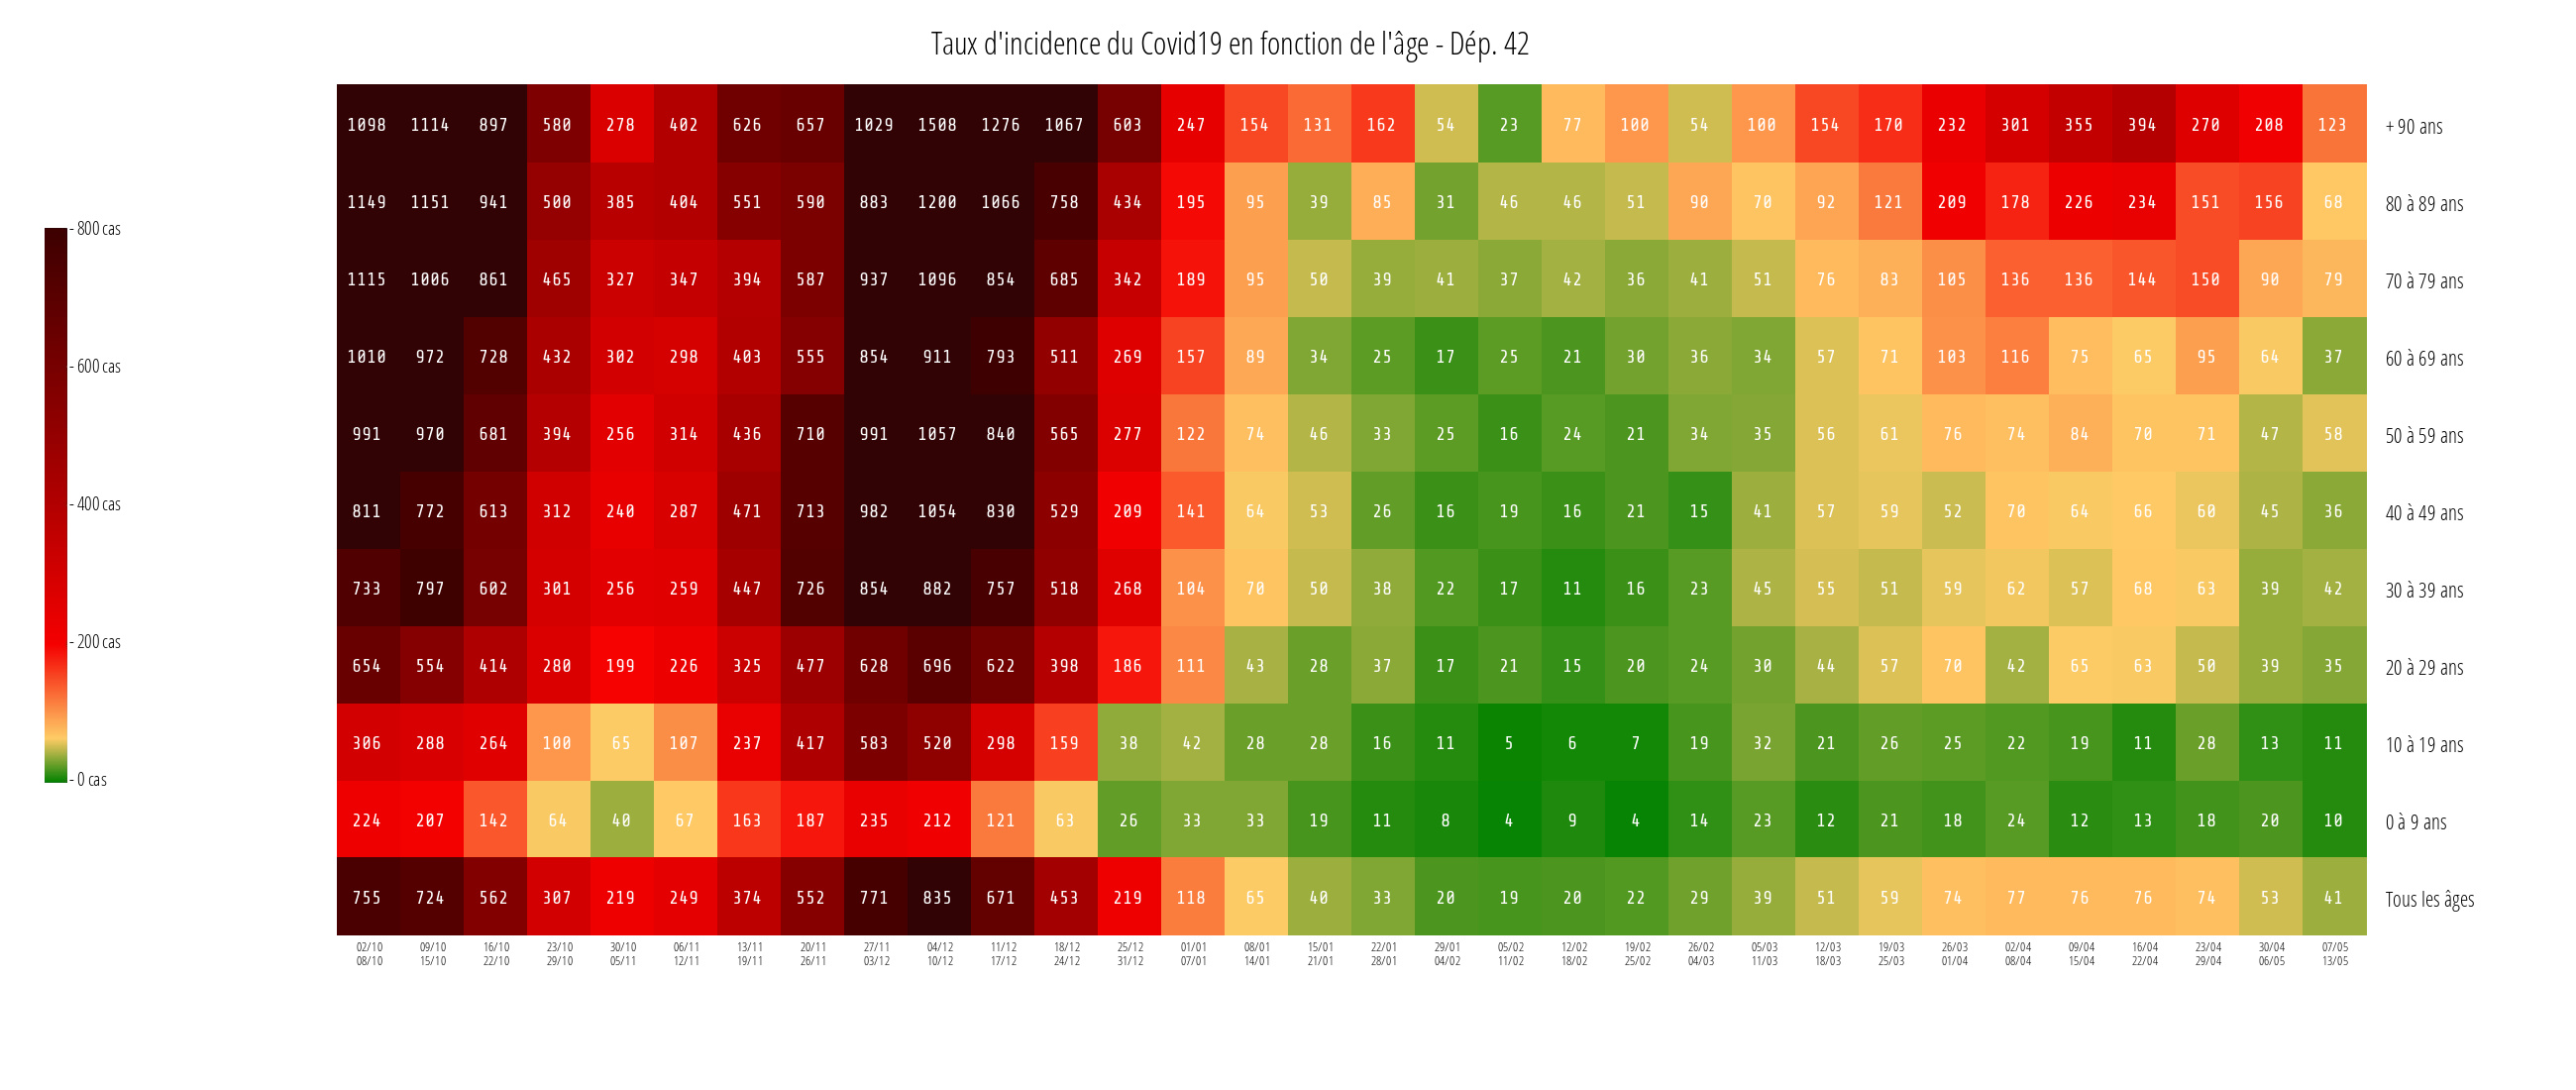 Taux d'incidence du Covid19 en fonction de l'âge - Dép. 42
1098 1114 897 580 278 402 626 657 1029 1508 1276 1067 603 247 154 131 162 54 23 77 100 54 100 154 170 232 301 355 394 270 208 123 + 90 ans
1149 1151 941 500 385 404 551 590 883 1200 1066 758 434 195 95 39 85 31 46 46 51 90 70 92 121 209 178 226 234 151 156 68 80 à 89 ans
- 800 cas
1115 1006 861 465 327 347 394 587 937 1096 854 685 342 189 95 50 39 41 37 42 36 41 51 76 83 105 136 136 144 150 90 79 70 à 79 ans
1010 972 728 432 302 298 403 555 854 911 793 511 269 157 89 34 25 17 25 21 30 36 34 57 71 103 116 75 65 95 64 37 60 à 69 ans
- 600 cas
991 970 681 394 256 314 436 710 991 1057 840 565 277 122 74 46 33 25 16 24 21 34 35 56 61 76 74 84 70 71 47 58 50 à 59 ans
- 400 cas
811 772 613 312 240 287 471 713 982 1054 830 529 209 141 64 53 26 16 19 16 21 15 41 57 59 52 70 64 66 60 45 36 40 à 49 ans
733 797 602 301 256 259 447 726 854 882 757 518 268 104 70 50 38 22 17 11 16 23 45 55 51 59 62 57 68 63 39 42 30 à 39 ans
- 200 cas
654 554 414 280 199 226 325 477 628 696 622 398 186 111 43 28 37 17 21 15 20 24 30 44 57 70 42 65 63 50 39 35 20 à 29 ans
306 288 264 100 65 107 237 417 583 520 298 159 38 42 28 28 16 11 5 6 7 19 32 21 26 25 22 19 11 28 13 11 10 à 19 ans
- 0 cas
224 207 142 64 40 67 163 187 235 212 121 63 26 33 33 19 11 8 4 9 4 14 23 12 21 18 24 12 13 18 20 10 0 à 9 ans
755 724 562 307 219 249 374 552 771 835 671 453 219 118 65 40 33 20 19 20 22 29 39 51 59 74 77 76 76 74 53 41 Tous les âges
02/10 09/10 16/10 23/10 30/10 06/11 13/11 20/11 27/11 04/12 11/12 18/12 25/12 01/01 08/01 15/01 22/01 29/01 05/02 12/02 19/02 26/02 05/03 12/03 19/03 26/03 02/04 09/04 16/04 23/04 30/04 07/05
08/10 15/10 22/10 29/10 05/11 12/11 19/11 26/11 03/12 10/12 17/12 24/12 31/12 07/01 14/01 21/01 28/01 04/02 11/02 18/02 25/02 04/03 11/03 18/03 25/03 01/04 08/04 15/04 22/04 29/04 06/05 13/05